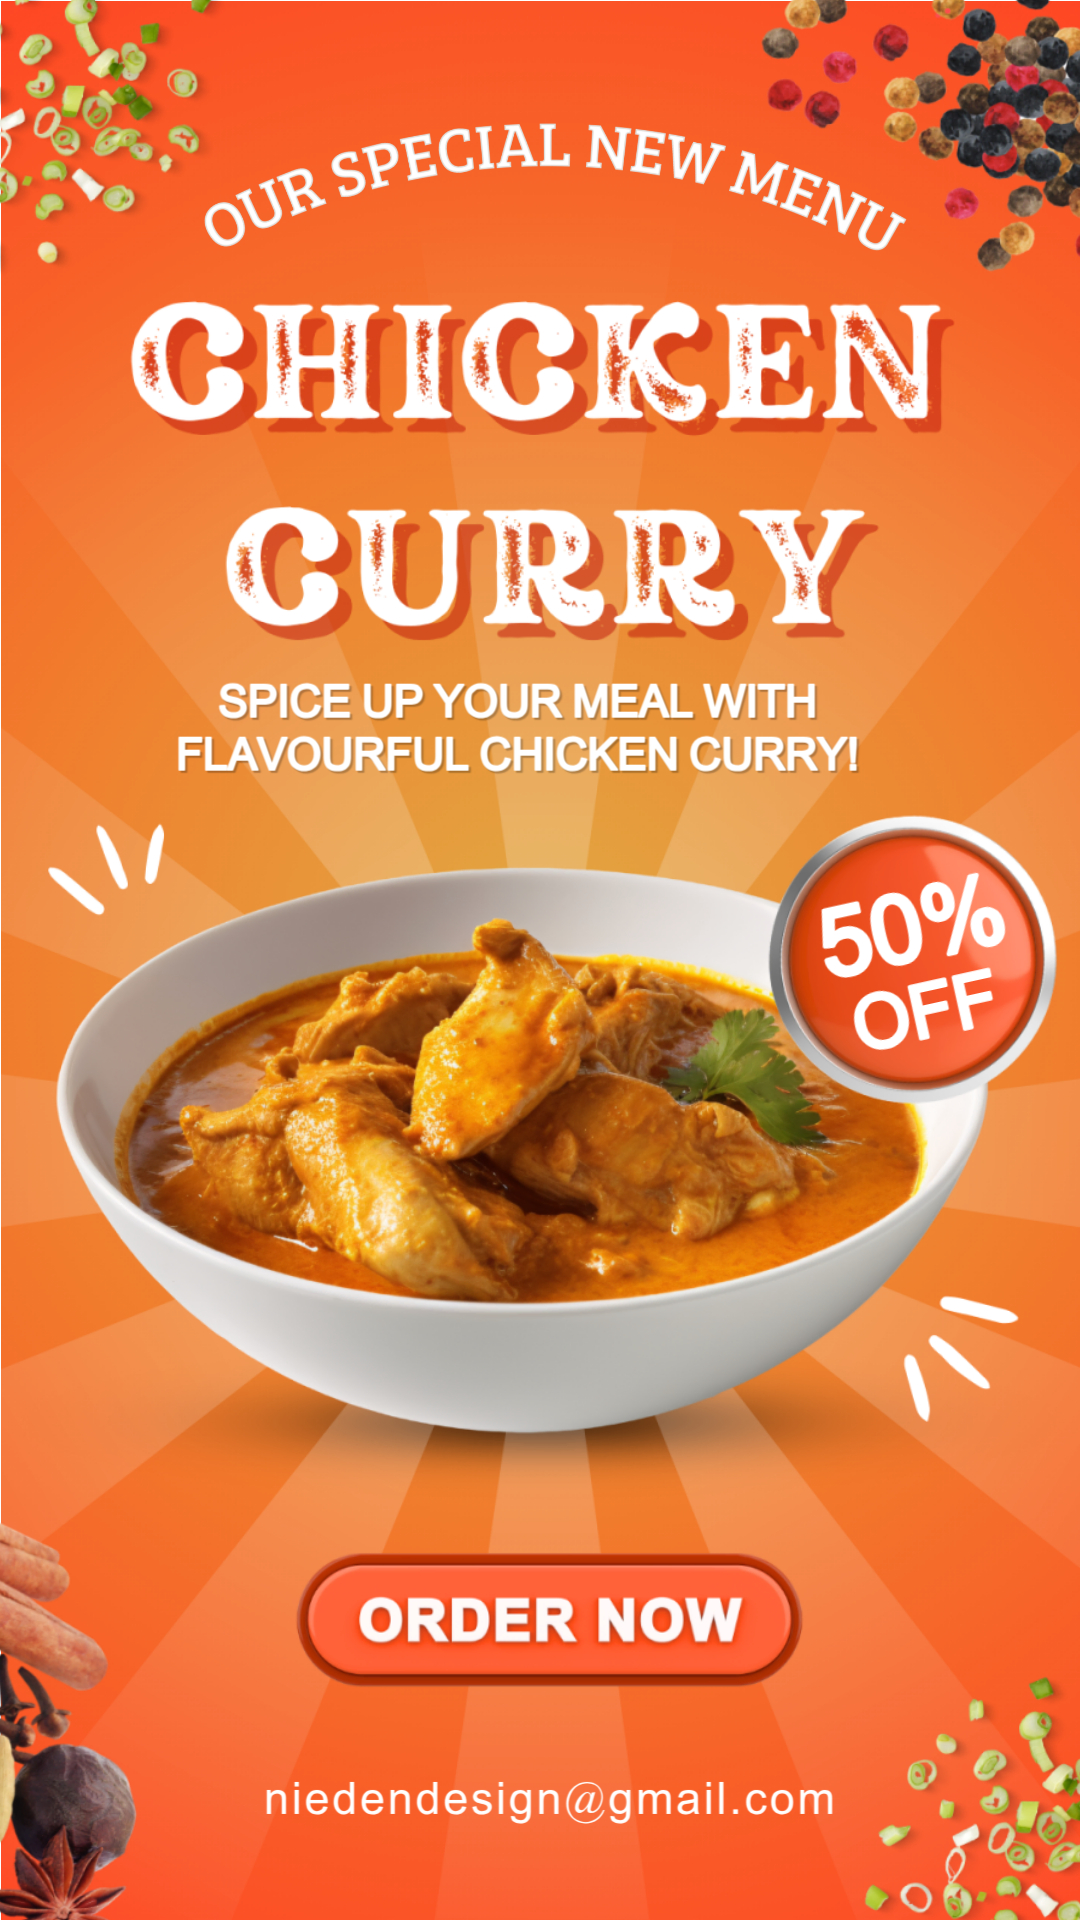 OUR SPECIAL NEW MENU
CHICKEN
CURRY
SPICE UP YOUR MEAL WITH
FLAVOURFUL CHICKEN CURRY!
50%
OFF
ORDER NOW
niedendesign@gmail.com